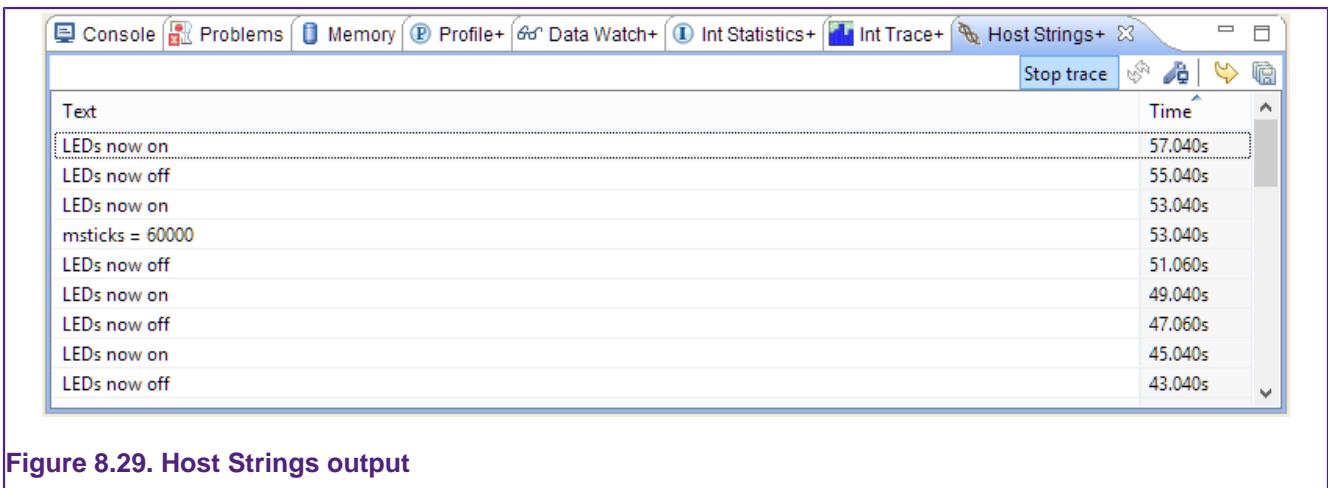 Console Problems Memory Profile+ Data Watch+ Int Statistics+ Int Trace+ Host Strings+
Stop trace
Text Time
LEDs now on 57.040s
LEDs now off 55.040s
LEDs now on 53.040s
msticks = 60000 53.040s
LEDs now off 51.060s
LEDs now on 49.040s
LEDs now off 47.060s
LEDs now on 45.040s
LEDs now off 43.040s
Figure 8.29. Host Strings output